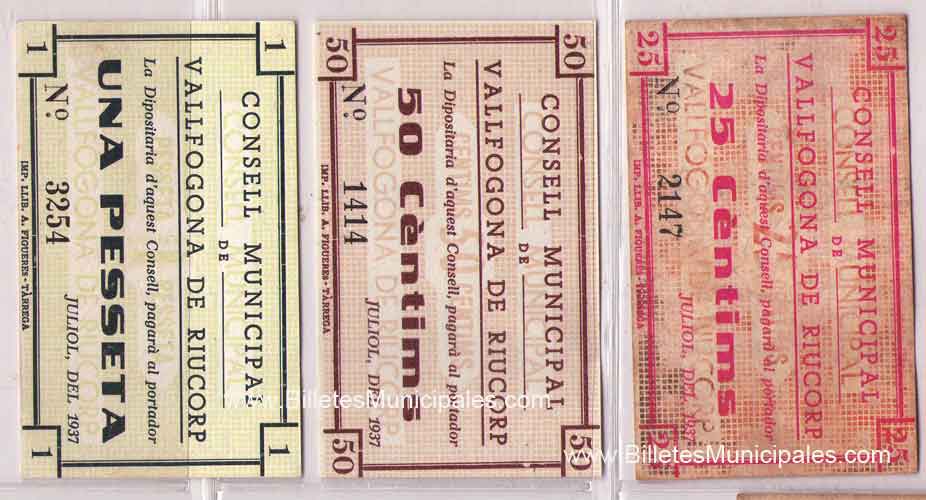 1 1
CONSELL MUNICIPAL
DE
VALLFOGONA DE RIUCORP
La Dipositaria d'aquest Consell, pagarà al portador
UNA PESSETA
Nº 3254 JULIOL, DEL 1937
1 1
IMP. LLIB. A. FIGUERES - TÀRREGA
50 50
CONSELL MUNICIPAL
DE
VALLFOGONA DE RIUCORP
La Dipositaria d'aquest Consell, pagarà al portador
50 Cèntims
Nº 1414 JULIOL, DEL 1937
50 50
IMP. LLIB. A. FIGUERES - TÀRREGA
25 25
CONSELL MUNICIPAL
DE
VALLFOGONA DE RIUCORP
La Dipositaria d'aquest Consell, pagarà al portador
25 Cèntims
Nº 2147 JULIOL, DEL 1937
25 25
IMP. LLIB. A.
www.BilletesMunicipales.com
www.BilletesMunicipales.com